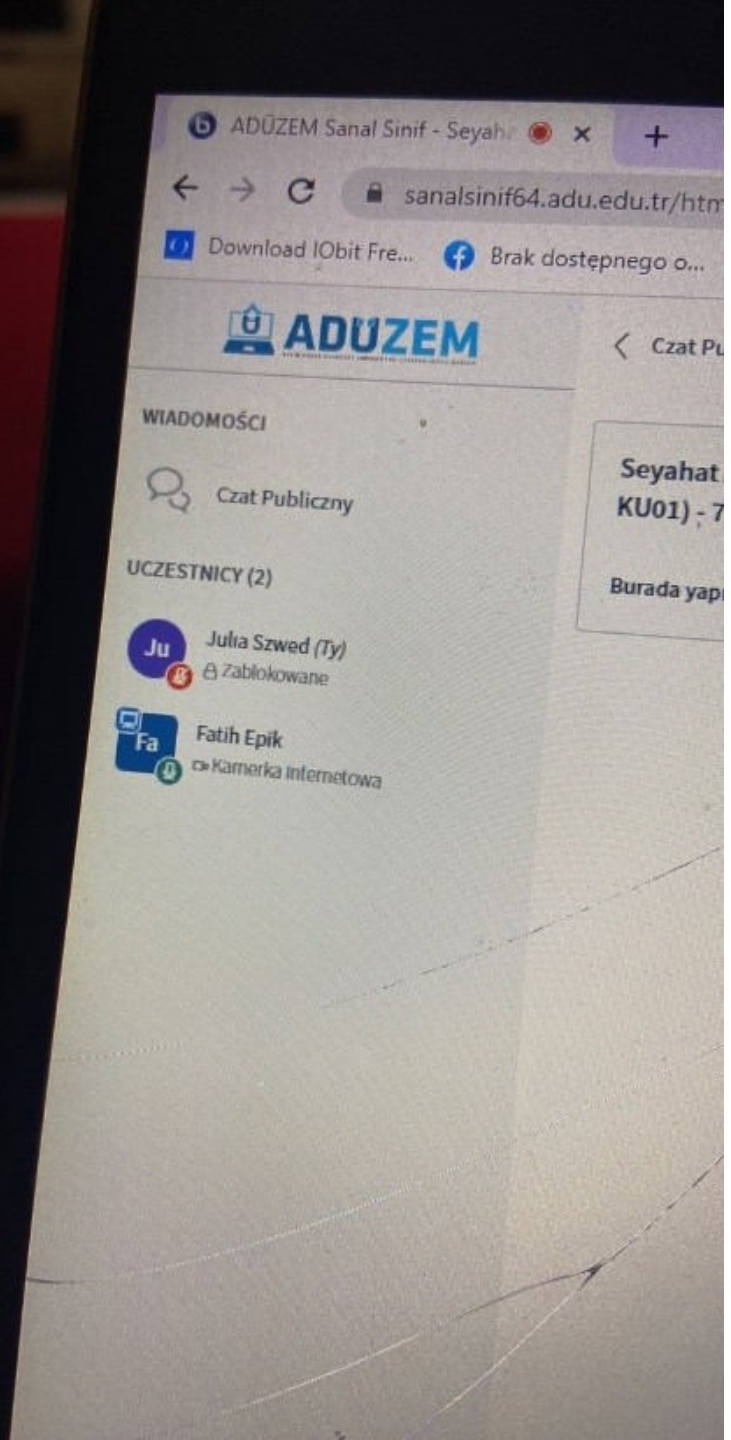 ADÜZEM Sanal Sinif - Seyah
sanalsinif64.adu.edu.tr/htm
Download IObit Fre...
Brak dostępnego o...
ADÜZEM
Czat Pu
WIADOMOŚCI
Czat Publiczny
Seyahat
KU01) - 7
UCZESTNICY (2)
Burada yap
Ju
Julia Szwed (Ty)
Zablokowane
Fa
Fatih Epik
Kamerka Internetowa